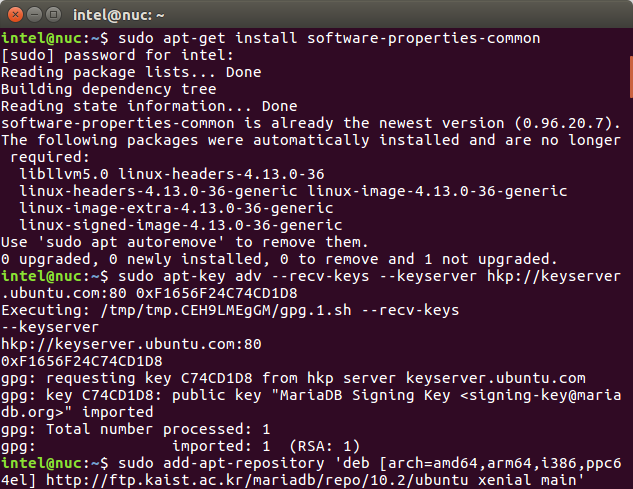 intel@nuc: ~
intel@nuc:~$ sudo apt-get install software-properties-common
[sudo] password for intel:
Reading package lists... Done
Building dependency tree
Reading state information... Done
software-properties-common is already the newest version (0.96.20.7).
The following packages were automatically installed and are no longer
 required:
  libllvm5.0 linux-headers-4.13.0-36
  linux-headers-4.13.0-36-generic linux-image-4.13.0-36-generic
  linux-image-extra-4.13.0-36-generic
  linux-signed-image-4.13.0-36-generic
Use 'sudo apt autoremove' to remove them.
0 upgraded, 0 newly installed, 0 to remove and 1 not upgraded.
intel@nuc:~$ sudo apt-key adv --recv-keys --keyserver hkp://keyserver
.ubuntu.com:80 0xF1656F24C74CD1D8
Executing: /tmp/tmp.CEH9LMEgGM/gpg.1.sh --recv-keys
--keyserver
hkp://keyserver.ubuntu.com:80
0xF1656F24C74CD1D8
gpg: requesting key C74CD1D8 from hkp server keyserver.ubuntu.com
gpg: key C74CD1D8: public key "MariaDB Signing Key <signing-key@maria
db.org>" imported
gpg: Total number processed: 1
gpg:               imported: 1  (RSA: 1)
intel@nuc:~$ sudo add-apt-repository 'deb [arch=amd64,arm64,i386,ppc6
4el] http://ftp.kaist.ac.kr/mariadb/repo/10.2/ubuntu xenial main'